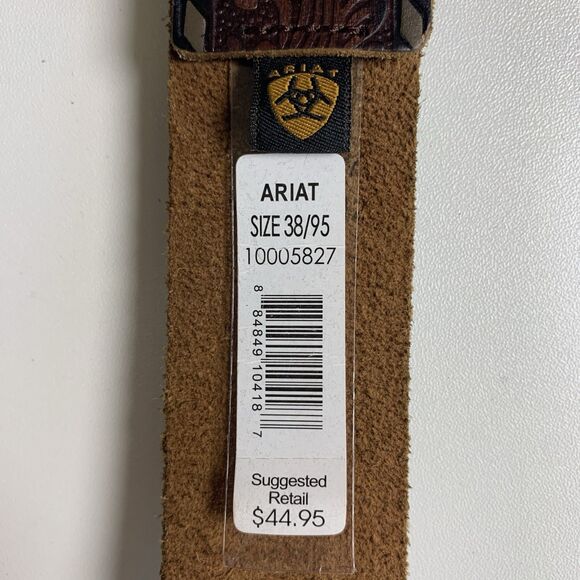 ARIAT
ARIAT
SIZE 38/95
10005827
8 84849 10418 7
Suggested
Retail
$44.95